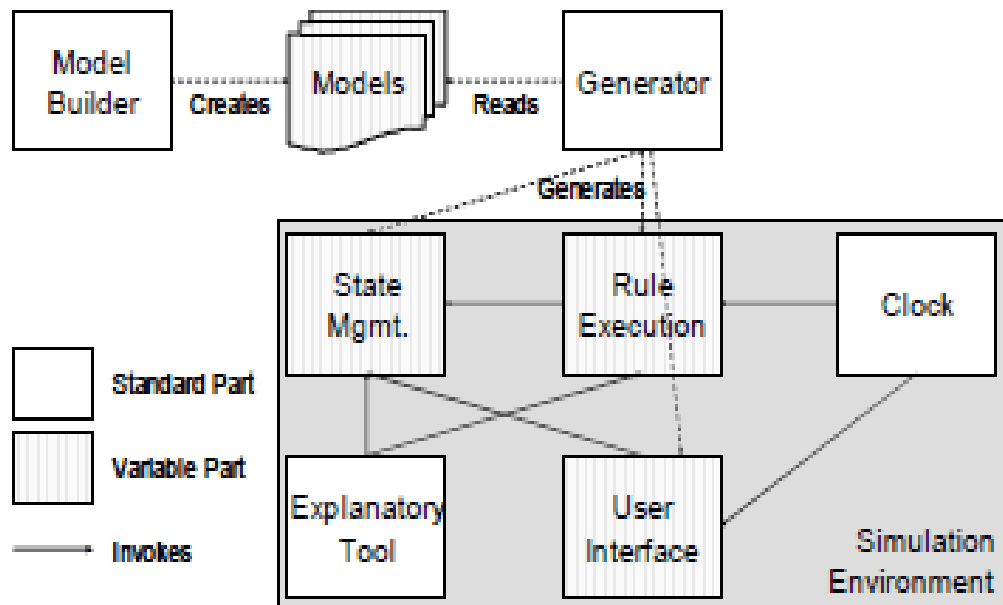 Model
Builder
Creates
Models
Reads
Generator
Generates
State
Mgmt.
Rule
Execution
Clock
Standard Part
Variable Part
Invokes
Explanatory
Tool
User
Interface
Simulation
Environment